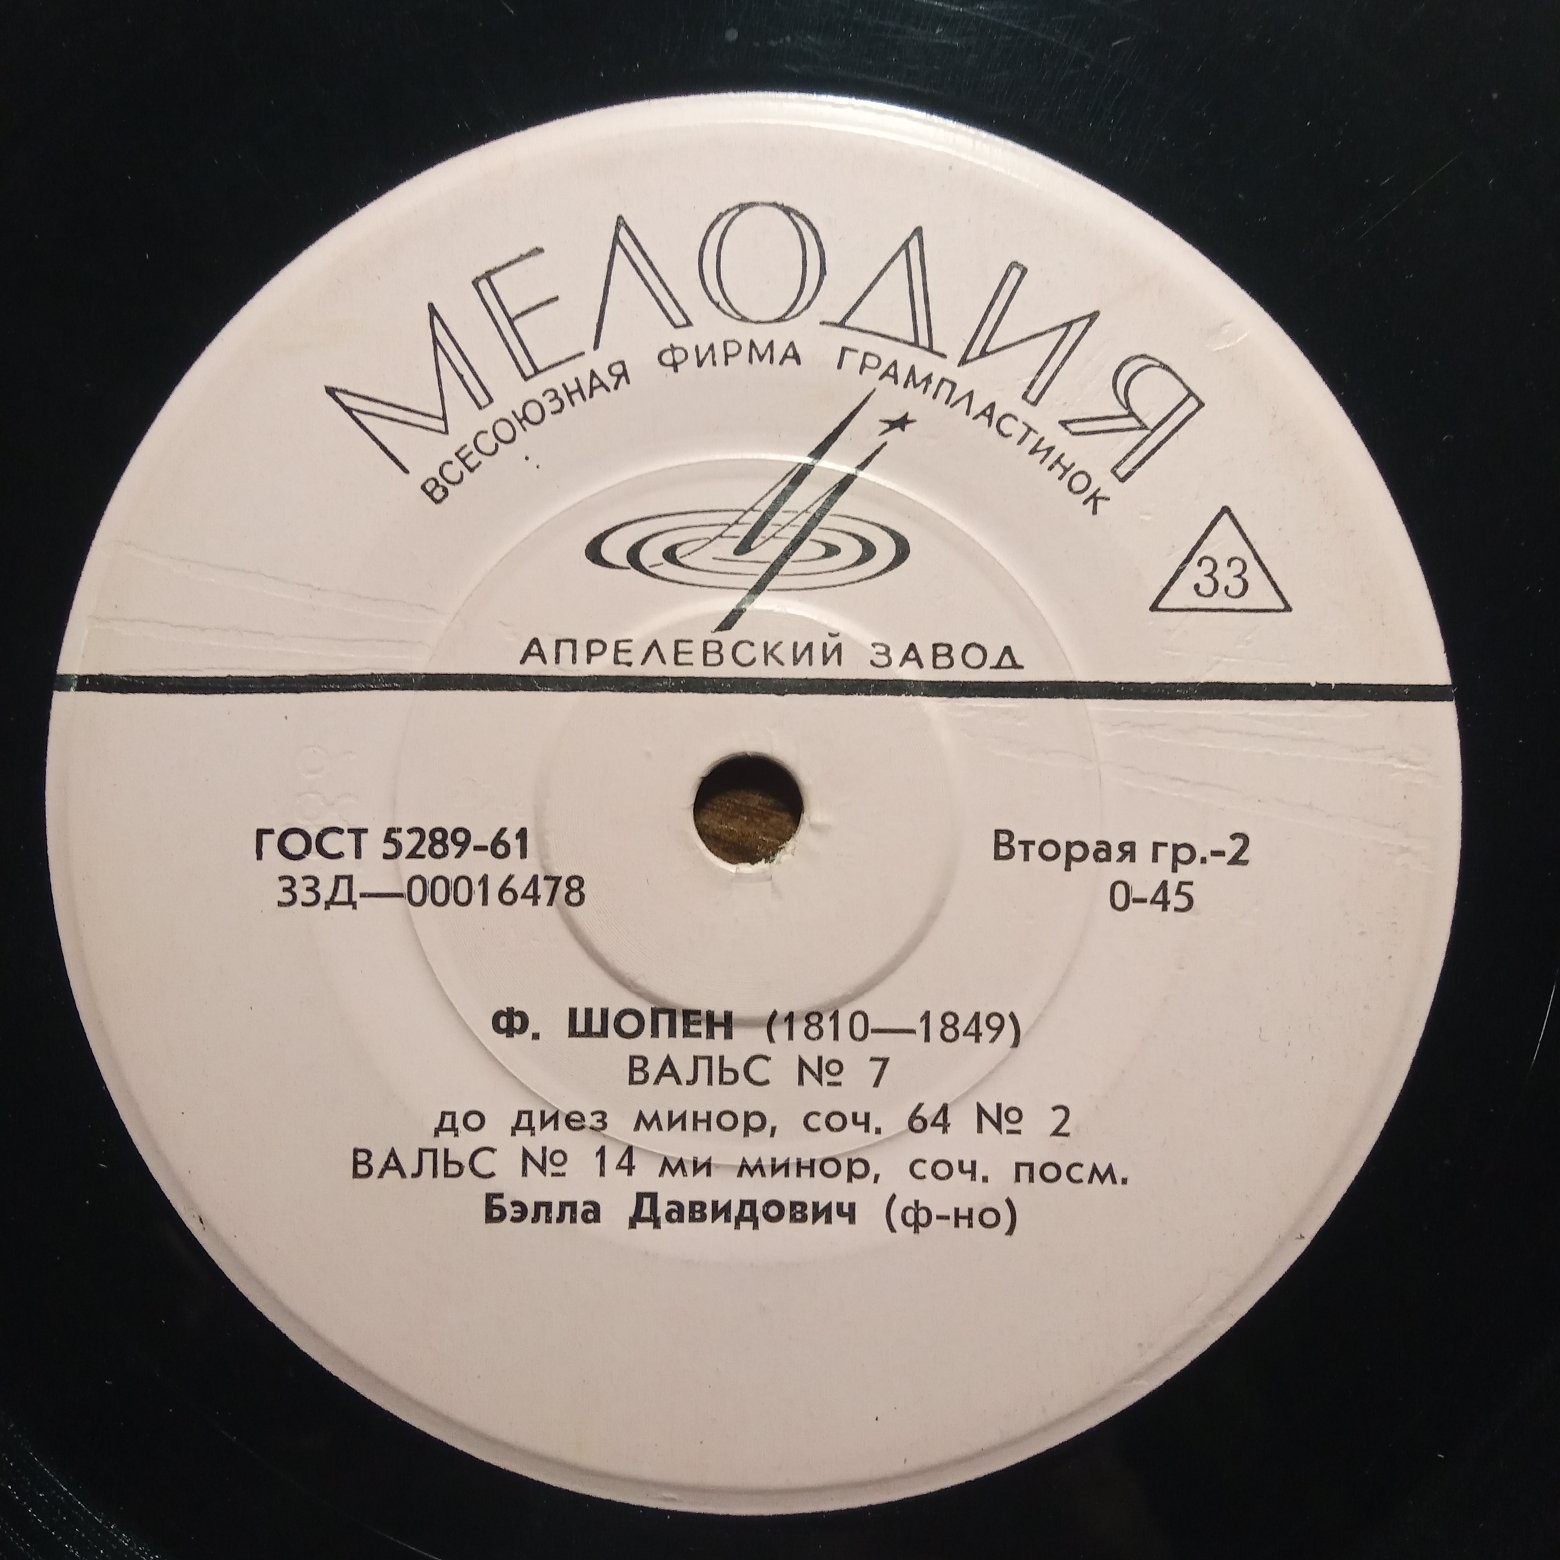 МЕЛОДИЯ
ВСЕСОЮЗНАЯ ФИРМА ГРАМПЛАСТИНОК
33
АПРЕЛЕВСКИЙ ЗАВОД
ГОСТ 5289-61
Вторая гр.-2
33Д—00016478
0-45
Ф. ШОПЕН (1810—1849)
ВАЛЬС № 7
до диез минор, соч. 64 № 2
ВАЛЬС № 14 ми минор, соч. посм.
Бэлла Давидович (ф-но)